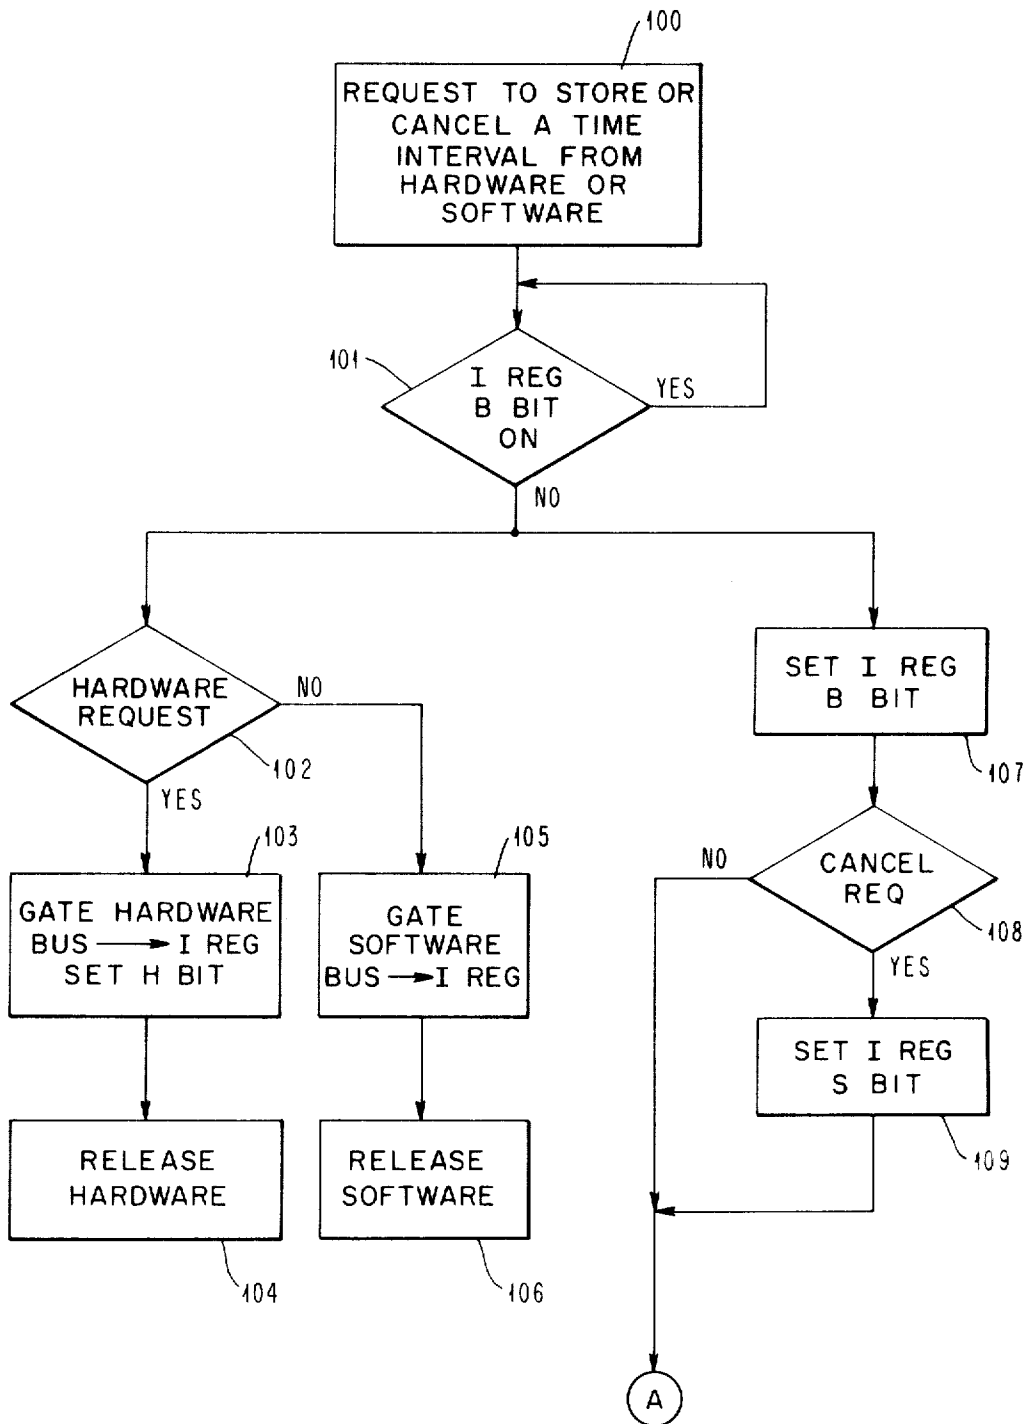 100
REQUEST TO STORE OR
CANCEL A TIME
INTERVAL FROM
HARDWARE OR
SOFTWARE
101
I REG
B BIT
ON
YES
NO
HARDWARE
REQUEST
NO
102
YES
SET I REG
B BIT
107
103
GATE HARDWARE
BUS → I REG
SET H BIT
105
GATE
SOFTWARE
BUS → I REG
NO
CANCEL
REQ
108
YES
SET I REG
S BIT
109
RELEASE
HARDWARE
104
RELEASE
SOFTWARE
106
A